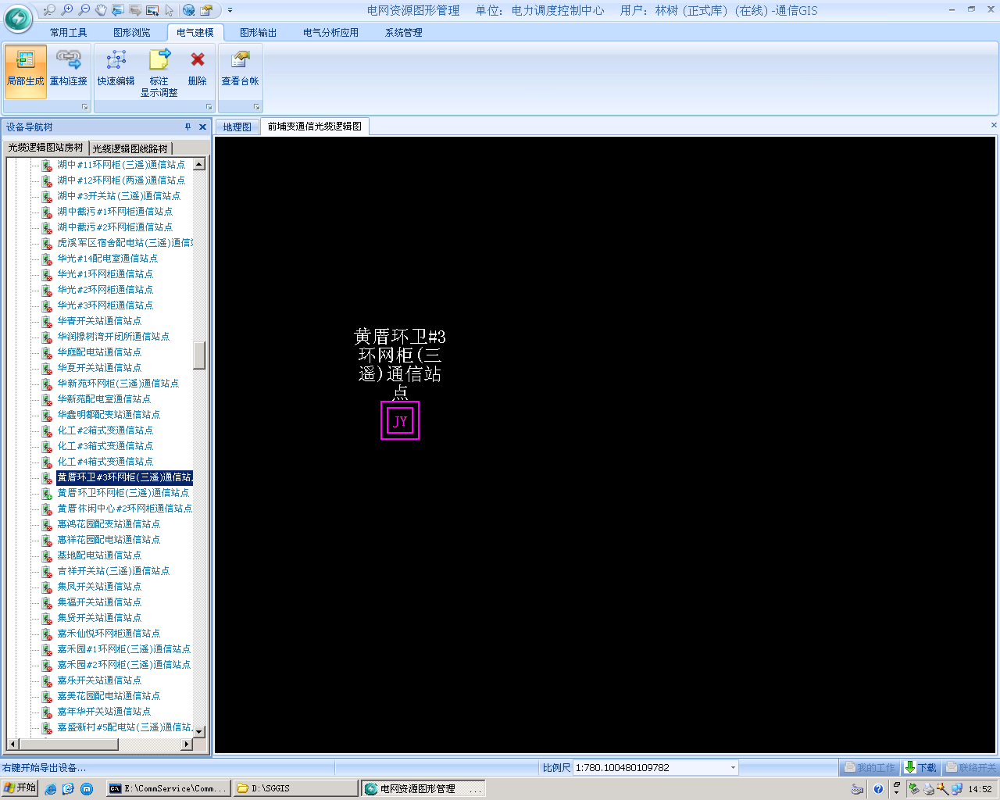 电网资源图形管理 单位: 电力调度控制中心 用户: 林树 (正式库) (在线) -通信GIS
常用工具 图形浏览 电气建模 图形输出 电气分析应用 系统管理
局部生成 重构连接 快速编辑 标注 显示调整 删除 查看台帐
设备导航树
地理图 前埔变通信光缆逻辑图
光缆逻辑图站房树 光缆逻辑图线路树
湖中#11环网柜(三遥)通信站点
湖中#12环网柜(两遥)通信站点
湖中#3开关站(三遥)通信站点
湖中截污#1环网柜通信站点
湖中截污#2环网柜通信站点
虎溪军区宿舍配电站(三遥)通信
华光#14配电室通信站点
华光#1环网柜通信站点
华光#2环网柜通信站点
华光#3环网柜通信站点
华青开关站通信站点
华润橡树湾开闭所通信站点
华庭配电站通信站点
华夏开关站通信站点
华新苑环网柜(三遥)通信站点
华新苑配电室通信站点
华鑫明都配变站通信站点
化工#2箱式变通信站点
化工#3箱式变通信站点
化工#4箱式变通信站点
黄厝环卫#3环网柜(三遥)通信站
黄厝环卫环网柜(三遥)通信站点
黄厝休闲中心#2环网柜通信站点
惠鸿花园配变站通信站点
惠祥花园配电站通信站点
基地配电站通信站点
吉祥开关站(三遥)通信站点
集凤开关站通信站点
集福开关站通信站点
集贤开关站通信站点
嘉禾仙悦环网柜通信站点
嘉禾园#1环网柜(三遥)通信站点
嘉禾园#2环网柜(三遥)通信站点
嘉乐开关站通信站点
嘉美花园配电站通信站点
嘉年华开关站通信站点
嘉盛新村#5配电站(三遥)通信站
黄厝环卫#3
环网柜(三
遥)通信站
点
JY
右键开始导出设备... 比例尺 1:780.100480109782 我的工作 下载 联络开关
开始 E:\CommService\Comm... D:\SGGIS 电网资源图形管理 ... 14:52